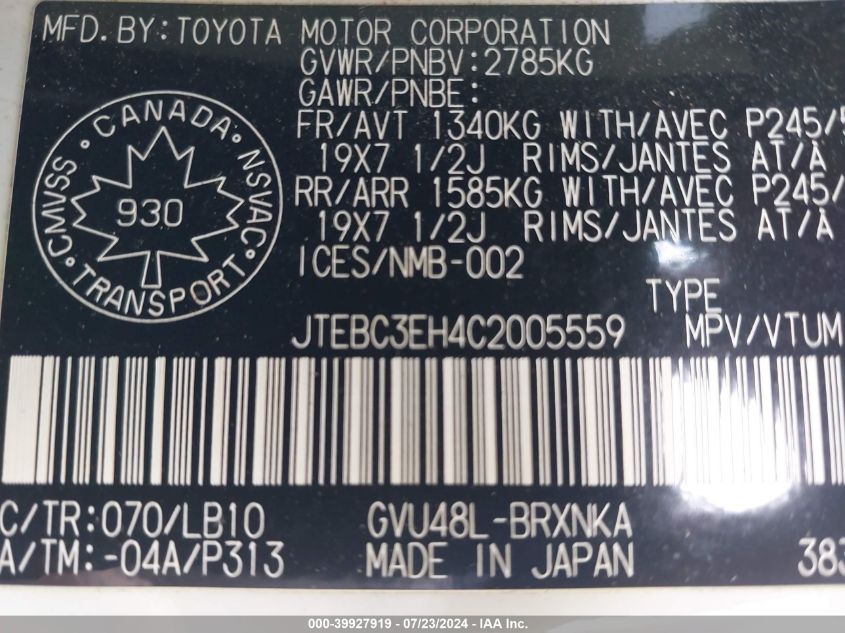 MFD. BY: TOYOTA MOTOR CORPORATION
GVWR/PNBV: 2785KG
GAWR/PNBE:
FR/AVT 1340KG WITH/AVEC P245/5
19X7 1/2J RIMS/JANTES AT/À
RR/ARR 1585KG WITH/AVEC P245/
19X7 1/2J RIMS/JANTES AT/À
ICES/NMB-002
CANADA
CMVSS NSVAC
930
TRANSPORT
TYPE
JTEBC3EH4C2005559 MPV/VTUM
C/TR: 070/LB10 GVU48L-BRXNKA
A/TM: -04A/P313 MADE IN JAPAN 383
000-39927919 / 07/23/2024 - IAA Inc.